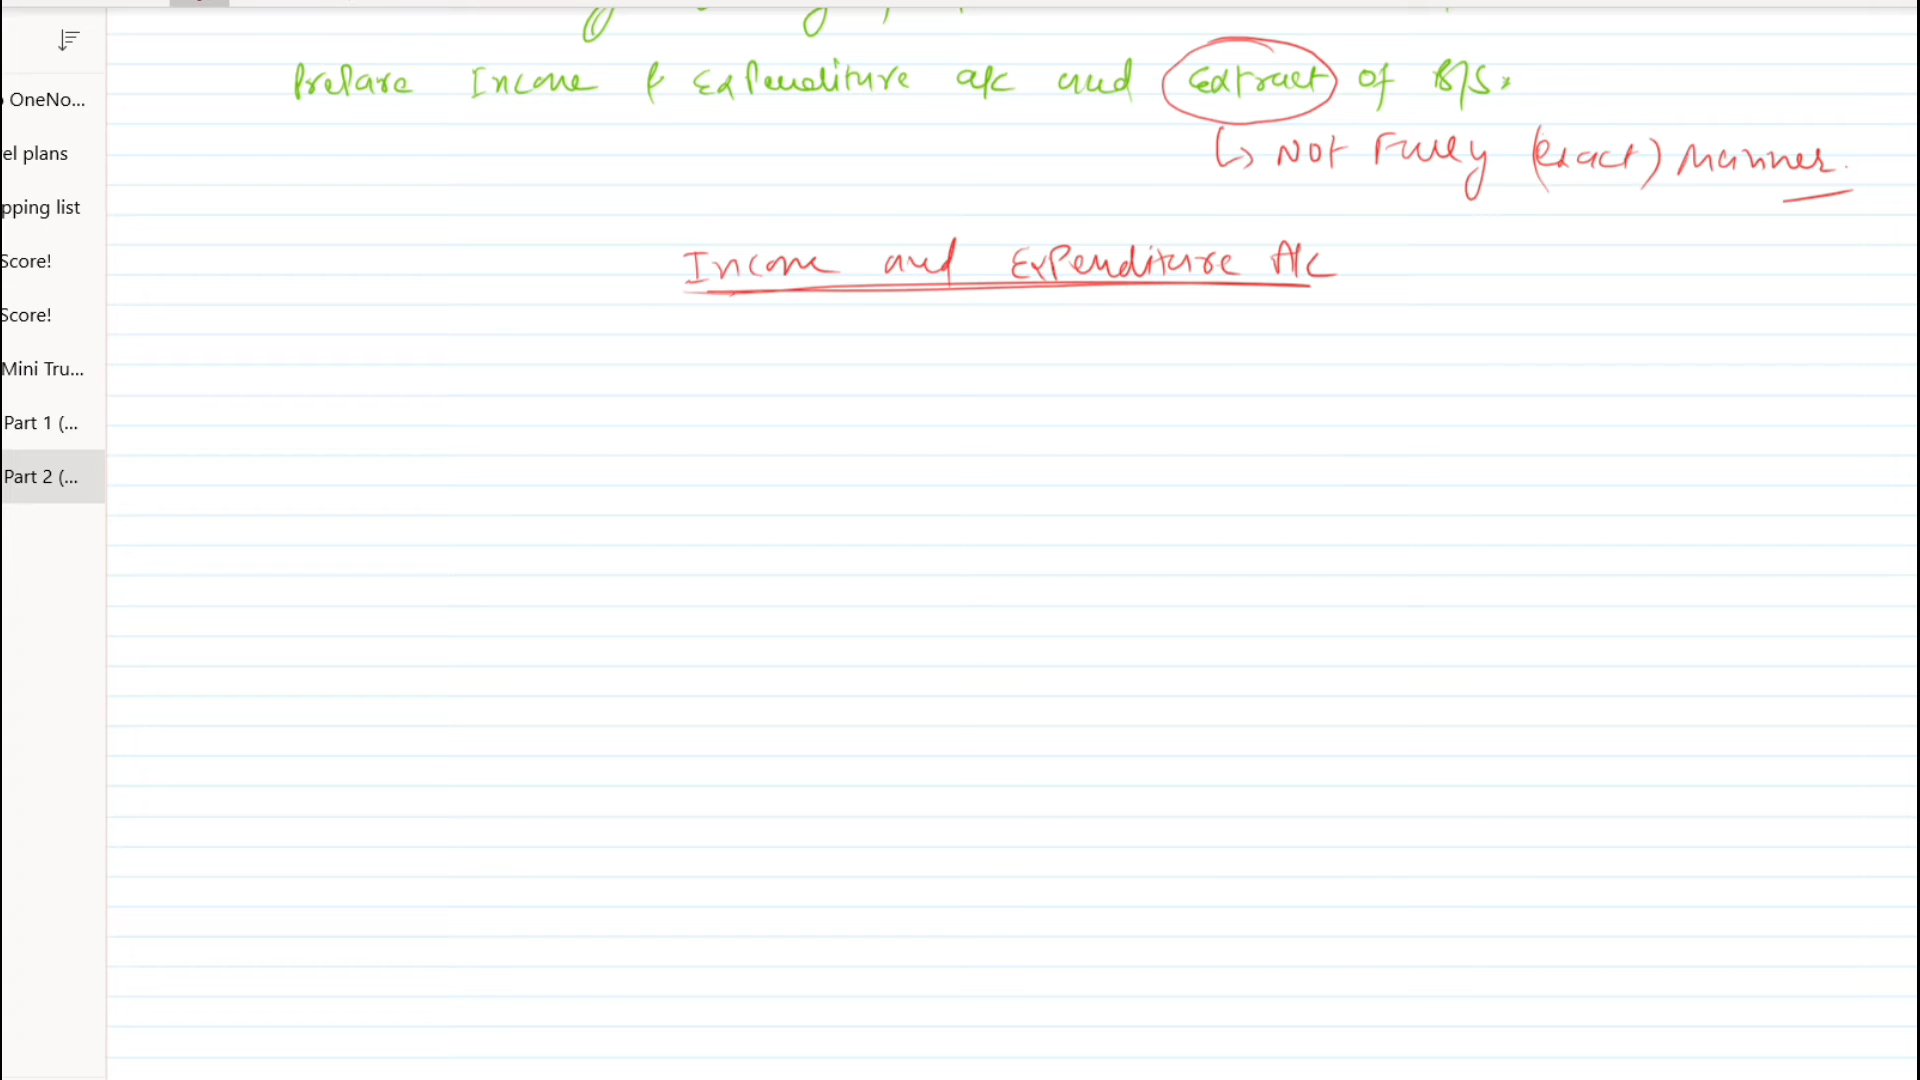 Prepare Income & Expenditure a/c and extract of B/S.
↳ Not Fully (exact) Manner.
Income and Expenditure A/c
OneNo...
el plans
pping list
Score!
Score!
Mini Tru...
Part 1 (...
Part 2 (...